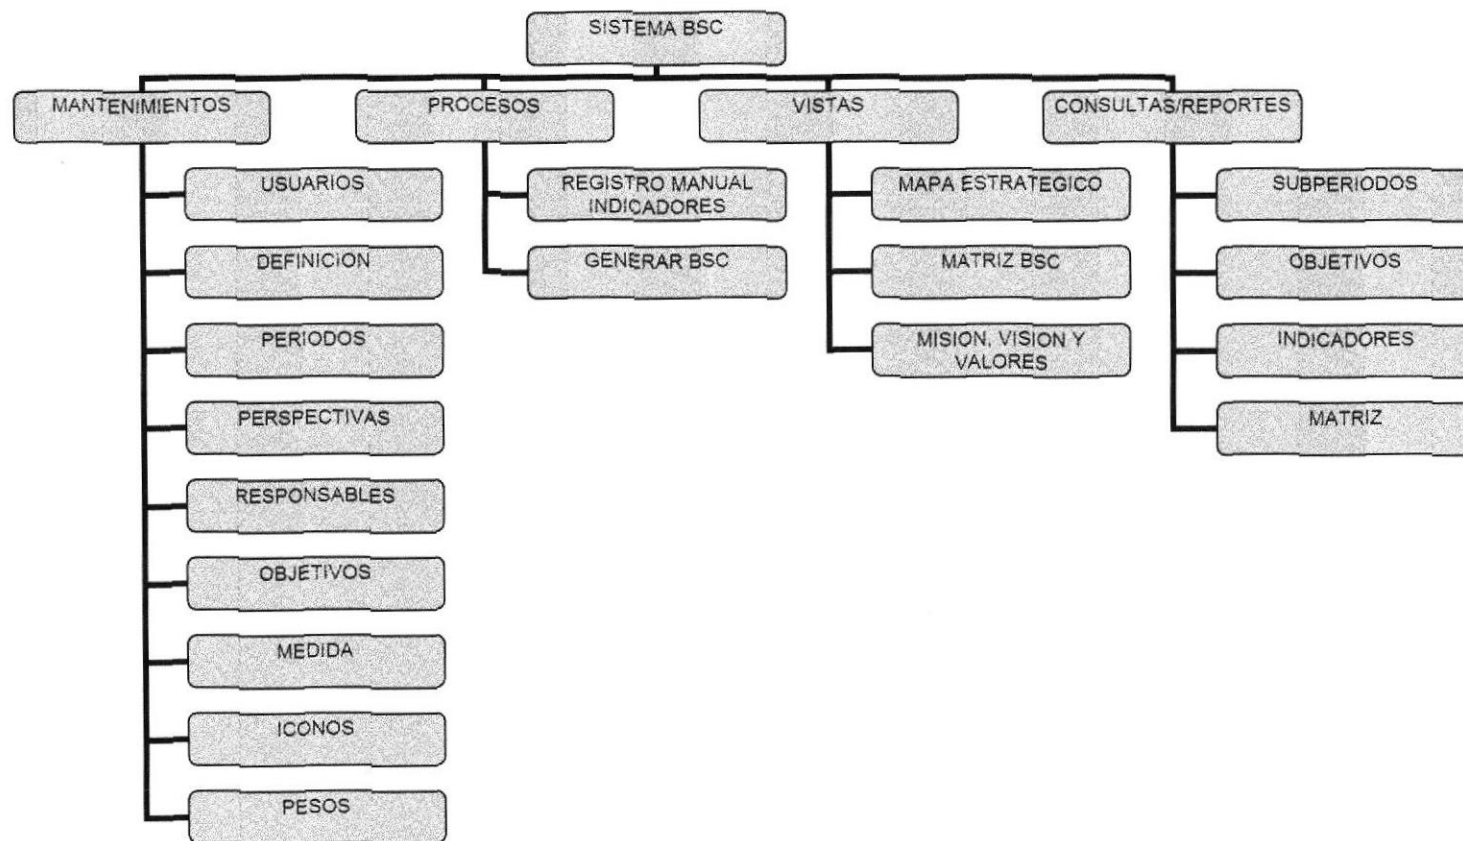 SISTEMA BSC
MANTENIMIENTOS
PROCESOS
VISTAS
CONSULTAS/REPORTES
USUARIOS
DEFINICION
PERIODOS
PERSPECTIVAS
RESPONSABLES
OBJETIVOS
MEDIDA
ICONOS
PESOS
REGISTRO MANUAL
INDICADORES
GENERAR BSC
MAPA ESTRATEGICO
MATRIZ BSC
MISION, VISION Y
VALORES
SUBPERIODOS
OBJETIVOS
INDICADORES
MATRIZ